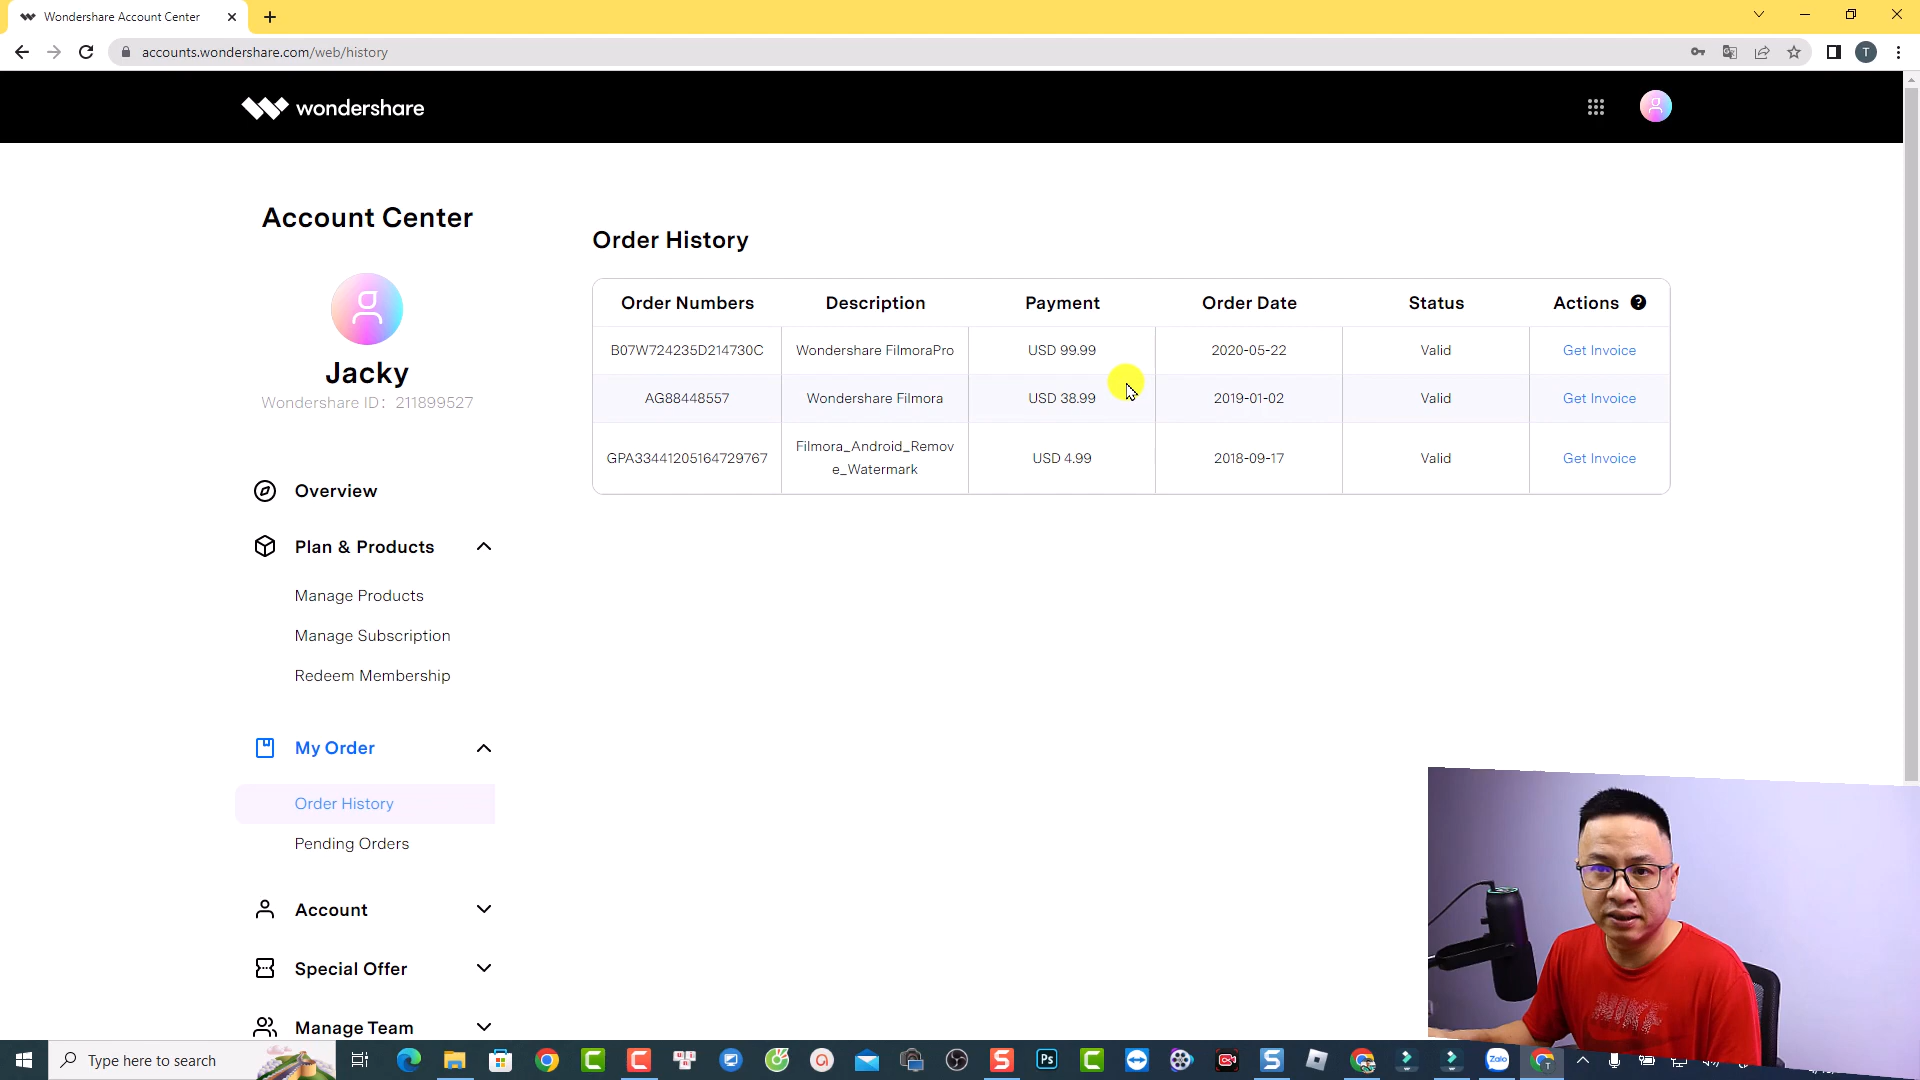 Wondershare Account Center
accounts.wondershare.com/web/history
T
wondershare
Account Center
Jacky
Wondershare ID: 211899527
Overview
Plan & Products
Manage Products
Manage Subscription
Redeem Membership
My Order
Order History
Pending Orders
Account
Special Offer
Manage Team
Order History
Order Numbers Description Payment Order Date Status Actions ?
B07W724235D214730C Wondershare FilmoraPro USD 99.99 2020-05-22 Valid Get Invoice
AG88448557 Wondershare Filmora USD 38.99 2019-01-02 Valid Get Invoice
GPA33441205164729767 Filmora_Android_Remov
e_Watermark USD 4.99 2018-09-17 Valid Get Invoice
NIKE
Type here to search
Ps
Zalo